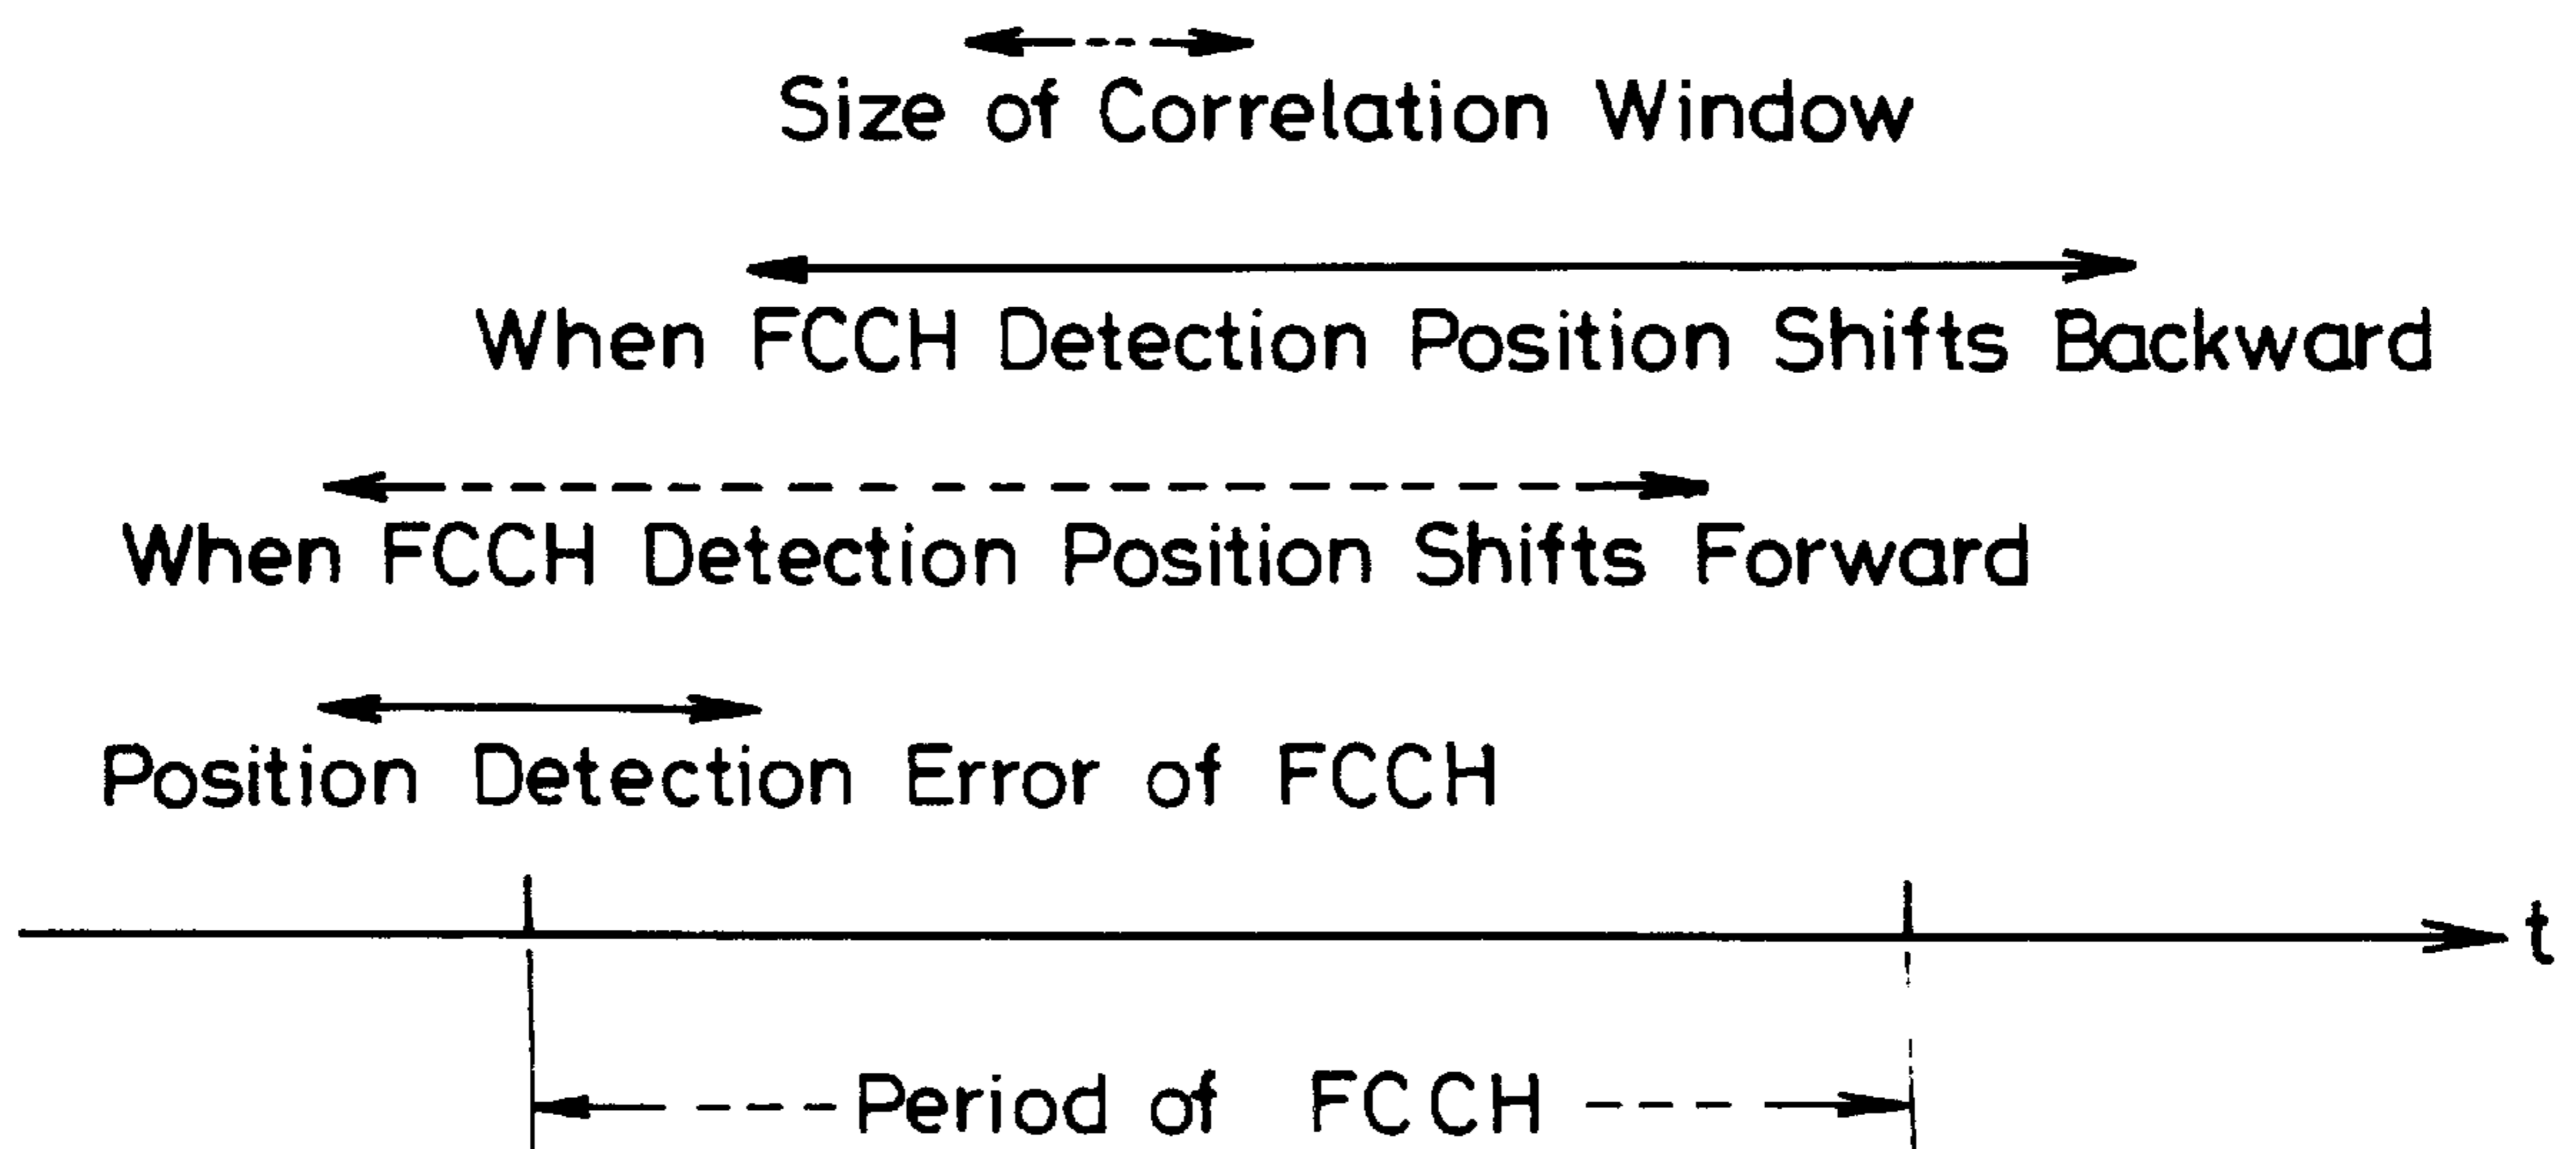 Size of Correlation Window
When FCCH Detection Position Shifts Backward
When FCCH Detection Position Shifts Forward
Position Detection Error of FCCH
t
Period of FCCH